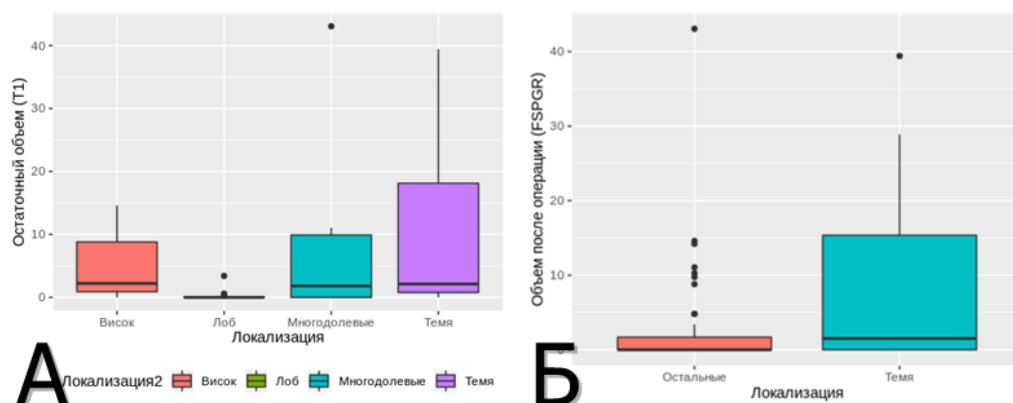 Остаточный объем (T1)
40
30
20
10
0
Висок Лоб Многодолевые Темя
Локализация
А
Локализация2 Висок Лоб Многодолевые Темя
Объем после операции (FSPGR)
40
30
20
10
0
Остальные Темя
Локализация
Б